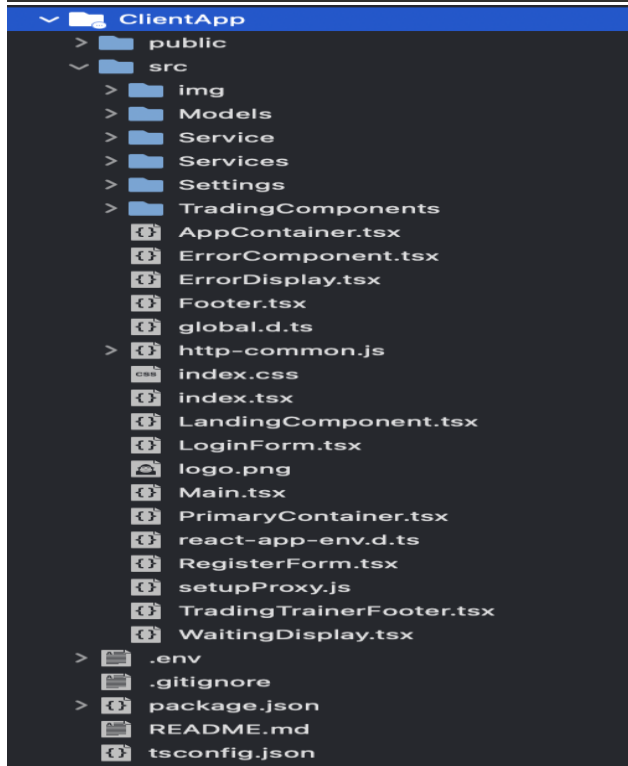 ClientApp
public
src
img
Models
Service
Services
Settings
TradingComponents
AppContainer.tsx
ErrorComponent.tsx
ErrorDisplay.tsx
Footer.tsx
global.d.ts
http-common.js
css index.css
index.tsx
LandingComponent.tsx
LoginForm.tsx
logo.png
Main.tsx
PrimaryContainer.tsx
react-app-env.d.ts
RegisterForm.tsx
setupProxy.js
TradingTrainerFooter.tsx
WaitingDisplay.tsx
.env
.gitignore
package.json
README.md
tsconfig.json